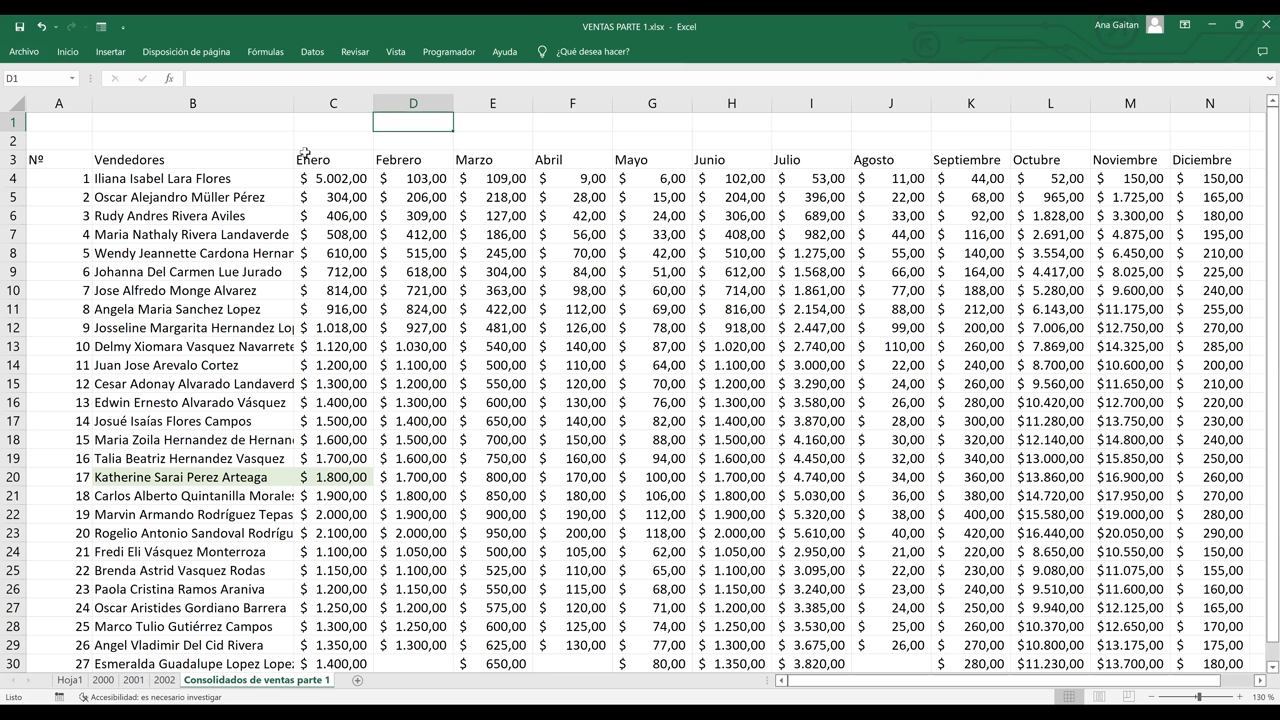 VENTAS PARTE 1.xlsx - Excel
Ana Gaitan
Archivo Inicio Insertar Disposición de página Fórmulas Datos Revisar Vista Programador Ayuda ¿Qué desea hacer?
D1 fx
A B C D E F G H I J K L M N
1
2
3 Nº Vendedores Enero Febrero Marzo Abril Mayo Junio Julio Agosto Septiembre Octubre Noviembre Diciembre
4 1 Iliana Isabel Lara Flores $ 5.002,00 $ 103,00 $ 109,00 $ 9,00 $ 6,00 $ 102,00 $ 53,00 $ 11,00 $ 44,00 $ 52,00 $ 150,00 $ 150,00
5 2 Oscar Alejandro Müller Pérez $ 304,00 $ 206,00 $ 218,00 $ 28,00 $ 15,00 $ 204,00 $ 396,00 $ 22,00 $ 68,00 $ 965,00 $ 1.725,00 $ 165,00
6 3 Rudy Andres Rivera Aviles $ 406,00 $ 309,00 $ 127,00 $ 42,00 $ 24,00 $ 306,00 $ 689,00 $ 33,00 $ 92,00 $ 1.828,00 $ 3.300,00 $ 180,00
7 4 Maria Nathaly Rivera Landaverde $ 508,00 $ 412,00 $ 186,00 $ 56,00 $ 33,00 $ 408,00 $ 982,00 $ 44,00 $ 116,00 $ 2.691,00 $ 4.875,00 $ 195,00
8 5 Wendy Jeannette Cardona Hernan $ 610,00 $ 515,00 $ 245,00 $ 70,00 $ 42,00 $ 510,00 $ 1.275,00 $ 55,00 $ 140,00 $ 3.554,00 $ 6.450,00 $ 210,00
9 6 Johanna Del Carmen Lue Jurado $ 712,00 $ 618,00 $ 304,00 $ 84,00 $ 51,00 $ 612,00 $ 1.568,00 $ 66,00 $ 164,00 $ 4.417,00 $ 8.025,00 $ 225,00
10 7 Jose Alfredo Monge Alvarez $ 814,00 $ 721,00 $ 363,00 $ 98,00 $ 60,00 $ 714,00 $ 1.861,00 $ 77,00 $ 188,00 $ 5.280,00 $ 9.600,00 $ 240,00
11 8 Angela Maria Sanchez Lopez $ 916,00 $ 824,00 $ 422,00 $ 112,00 $ 69,00 $ 816,00 $ 2.154,00 $ 88,00 $ 212,00 $ 6.143,00 $11.175,00 $ 255,00
12 9 Josseline Margarita Hernandez Lop $ 1.018,00 $ 927,00 $ 481,00 $ 126,00 $ 78,00 $ 918,00 $ 2.447,00 $ 99,00 $ 200,00 $ 7.006,00 $12.750,00 $ 270,00
13 10 Delmy Xiomara Vasquez Navarrete $ 1.120,00 $ 1.030,00 $ 540,00 $ 140,00 $ 87,00 $ 1.020,00 $ 2.740,00 $ 110,00 $ 260,00 $ 7.869,00 $14.325,00 $ 285,00
14 11 Juan Jose Arevalo Cortez $ 1.200,00 $ 1.100,00 $ 500,00 $ 110,00 $ 64,00 $ 1.100,00 $ 3.000,00 $ 22,00 $ 240,00 $ 8.700,00 $10.600,00 $ 200,00
15 12 Cesar Adonay Alvarado Landaverd $ 1.300,00 $ 1.200,00 $ 550,00 $ 120,00 $ 70,00 $ 1.200,00 $ 3.290,00 $ 24,00 $ 260,00 $ 9.560,00 $11.650,00 $ 210,00
16 13 Edwin Ernesto Alvarado Vásquez $ 1.400,00 $ 1.300,00 $ 600,00 $ 130,00 $ 76,00 $ 1.300,00 $ 3.580,00 $ 26,00 $ 280,00 $10.420,00 $12.700,00 $ 220,00
17 14 Josué Isaías Flores Campos $ 1.500,00 $ 1.400,00 $ 650,00 $ 140,00 $ 82,00 $ 1.400,00 $ 3.870,00 $ 28,00 $ 300,00 $11.280,00 $13.750,00 $ 230,00
18 15 Maria Zoila Hernandez de Hernan $ 1.600,00 $ 1.500,00 $ 700,00 $ 150,00 $ 88,00 $ 1.500,00 $ 4.160,00 $ 30,00 $ 320,00 $12.140,00 $14.800,00 $ 240,00
19 16 Talia Beatriz Hernandez Vasquez $ 1.700,00 $ 1.600,00 $ 750,00 $ 160,00 $ 94,00 $ 1.600,00 $ 4.450,00 $ 32,00 $ 340,00 $13.000,00 $15.850,00 $ 250,00
20 17 Katherine Sarai Perez Arteaga $ 1.800,00 $ 1.700,00 $ 800,00 $ 170,00 $ 100,00 $ 1.700,00 $ 4.740,00 $ 34,00 $ 360,00 $13.860,00 $16.900,00 $ 260,00
21 18 Carlos Alberto Quintanilla Morales $ 1.900,00 $ 1.800,00 $ 850,00 $ 180,00 $ 106,00 $ 1.800,00 $ 5.030,00 $ 36,00 $ 380,00 $14.720,00 $17.950,00 $ 270,00
22 19 Marvin Armando Rodríguez Tepas $ 2.000,00 $ 1.900,00 $ 900,00 $ 190,00 $ 112,00 $ 1.900,00 $ 5.320,00 $ 38,00 $ 400,00 $15.580,00 $19.000,00 $ 280,00
23 20 Rogelio Antonio Sandoval Rodrígu $ 2.100,00 $ 2.000,00 $ 950,00 $ 200,00 $ 118,00 $ 2.000,00 $ 5.610,00 $ 40,00 $ 420,00 $16.440,00 $20.050,00 $ 290,00
24 21 Fredi Eli Vásquez Monterroza $ 1.100,00 $ 1.050,00 $ 500,00 $ 105,00 $ 62,00 $ 1.050,00 $ 2.950,00 $ 21,00 $ 220,00 $ 8.650,00 $10.550,00 $ 150,00
25 22 Brenda Astrid Vasquez Rodas $ 1.150,00 $ 1.100,00 $ 525,00 $ 110,00 $ 65,00 $ 1.100,00 $ 3.095,00 $ 22,00 $ 230,00 $ 9.080,00 $11.075,00 $ 155,00
26 23 Paola Cristina Ramos Araniva $ 1.200,00 $ 1.150,00 $ 550,00 $ 115,00 $ 68,00 $ 1.150,00 $ 3.240,00 $ 23,00 $ 240,00 $ 9.510,00 $11.600,00 $ 160,00
27 24 Oscar Aristides Gordiano Barrera $ 1.250,00 $ 1.200,00 $ 575,00 $ 120,00 $ 71,00 $ 1.200,00 $ 3.385,00 $ 24,00 $ 250,00 $ 9.940,00 $12.125,00 $ 165,00
28 25 Marco Tulio Gutiérrez Campos $ 1.300,00 $ 1.250,00 $ 600,00 $ 125,00 $ 74,00 $ 1.250,00 $ 3.530,00 $ 25,00 $ 260,00 $10.370,00 $12.650,00 $ 170,00
29 26 Angel Vladimir Del Cid Rivera $ 1.350,00 $ 1.300,00 $ 625,00 $ 130,00 $ 77,00 $ 1.300,00 $ 3.675,00 $ 26,00 $ 270,00 $10.800,00 $13.175,00 $ 175,00
30 27 Esmeralda Guadalupe Lopez Lopez $ 1.400,00 $ 650,00 $ 80,00 $ 1.350,00 $ 3.820,00 $ 280,00 $11.230,00 $13.700,00 $ 180,00
Hoja1 2000 2001 2002 Consolidados de ventas parte 1
Listo Accesibilidad: es necesario investigar 130 %